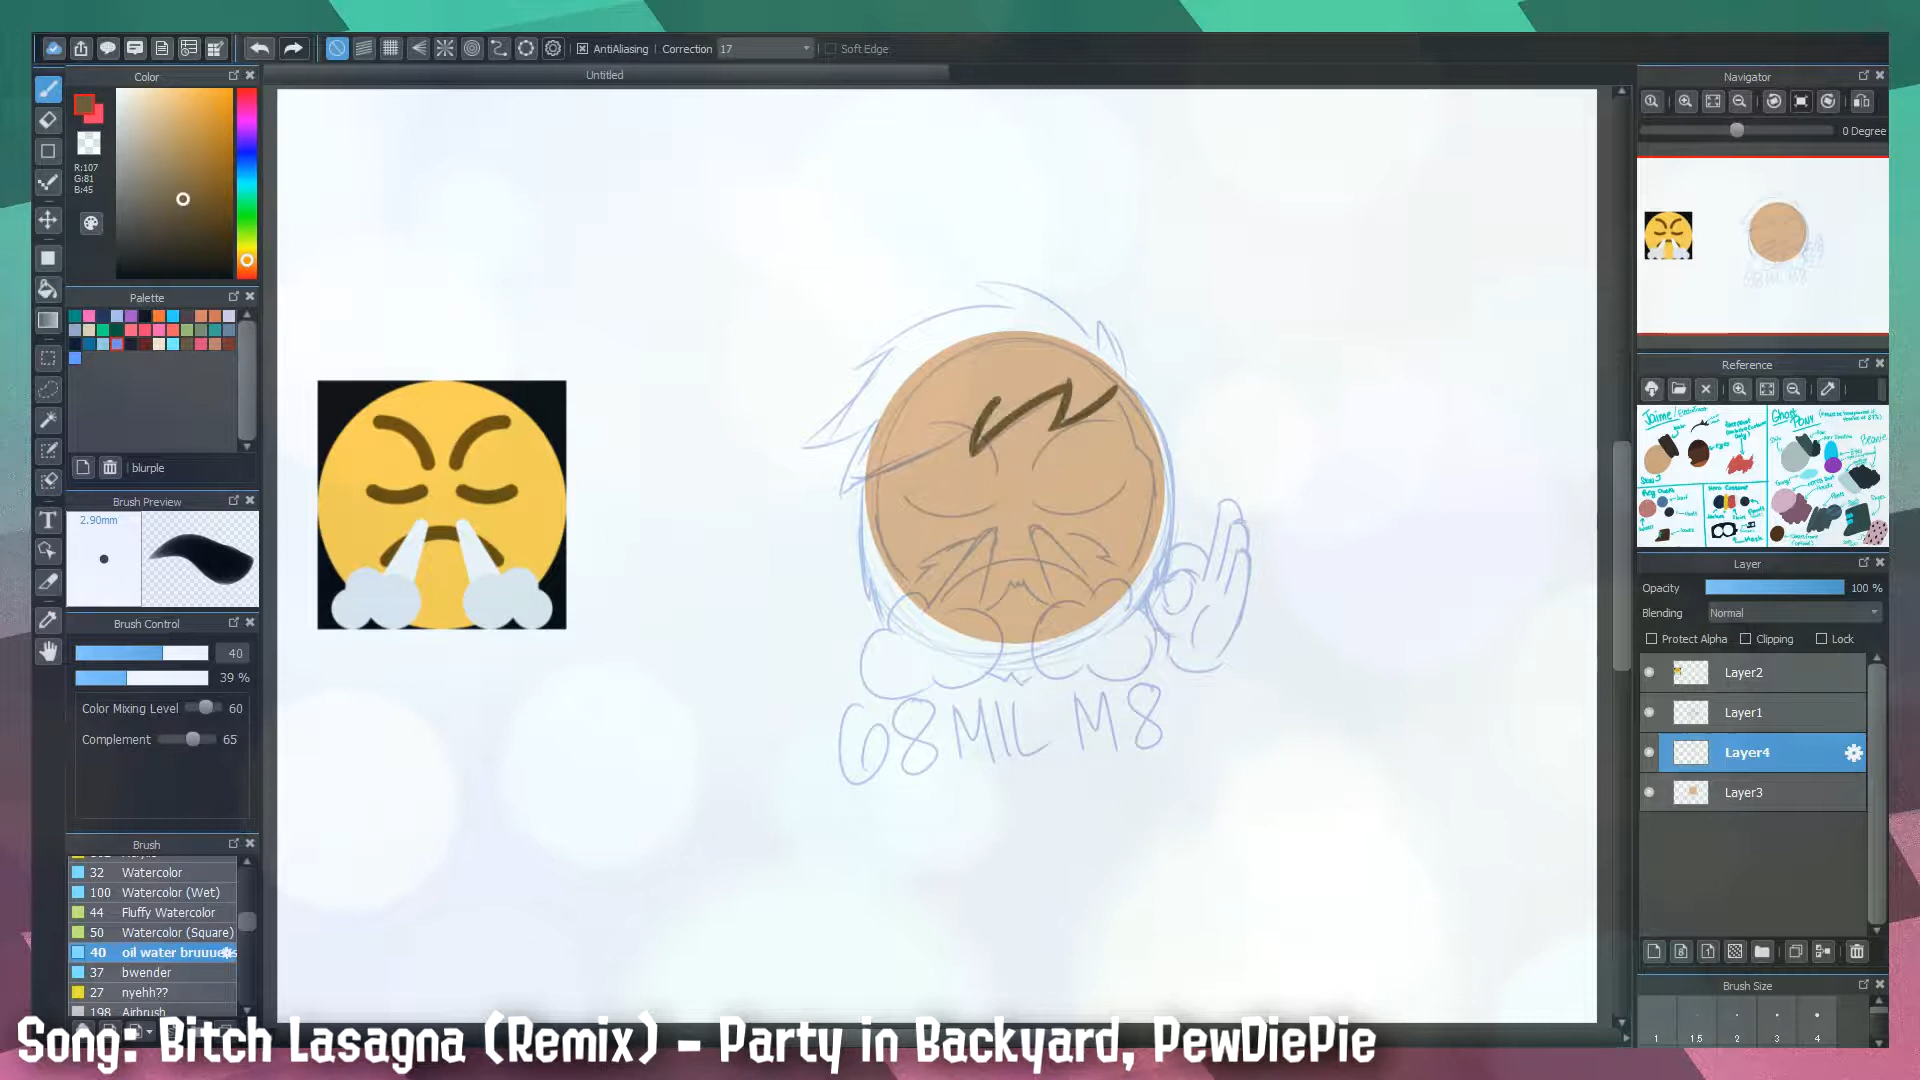 AntiAliasing
Correction
17
Soft Edge
Color
Untitled
Navigator
R:107
G:81
B:45
0 Degree
Palette
blurple
Reference
Jaime/
Ghost
Pony
Beanie
Brush Preview
2.90mm
Layer
Opacity
100 %
Blending
Normal
Protect Alpha
Clipping
Lock
Brush Control
40
39 %
Color Mixing Level
60
Complement
65
Layer2
Layer1
Layer4
Layer3
68 MIL M8
Brush
32 Watercolor
100 Watercolor (Wet)
44 Fluffy Watercolor
50 Watercolor (Square)
40
oil water
37 bwender
27 nyehh??
198 Airbrush
Brush Size
1
1.5
2
3
4
Song: Bitch Lasagna (Remix) - Party in Backyard, PewDiePie